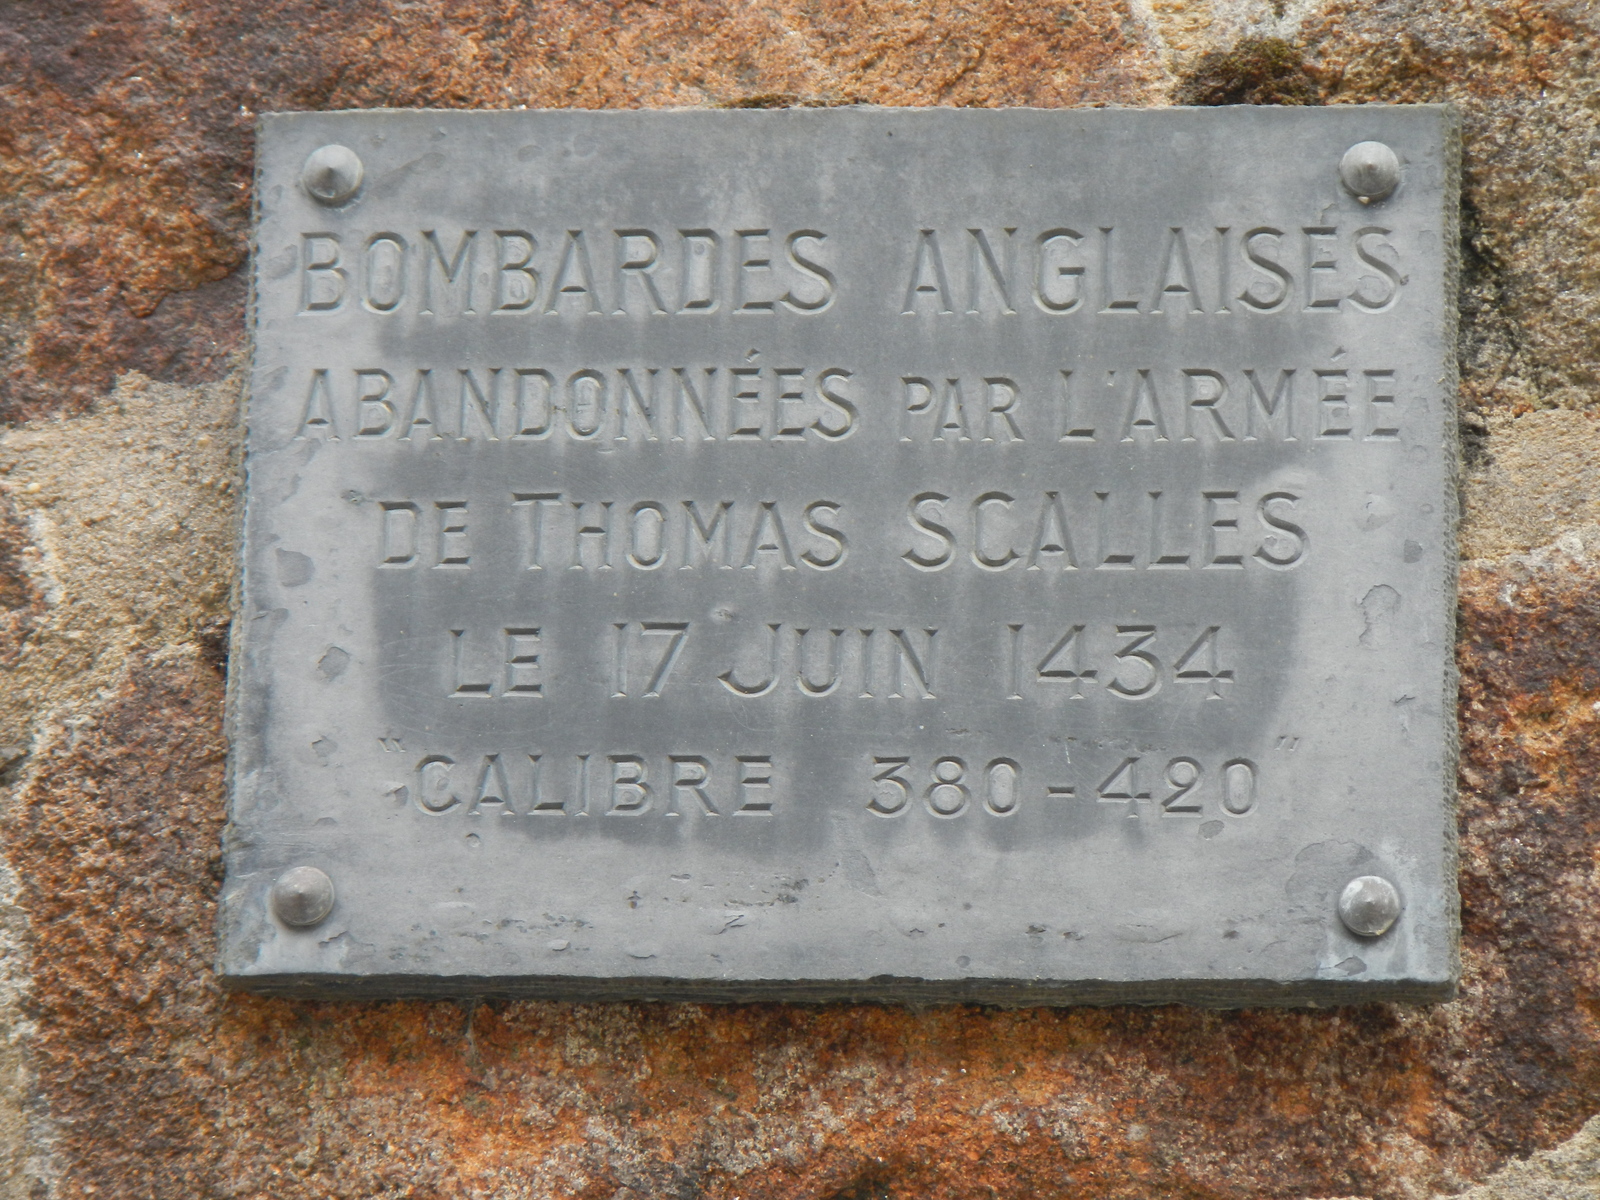 BOMBARDES ANGLAISES
ABANDONNÉES PAR L'ARMÉE
DE THOMAS SCALLES
LE 17 JUIN 1434
"CALIBRE 380-420"